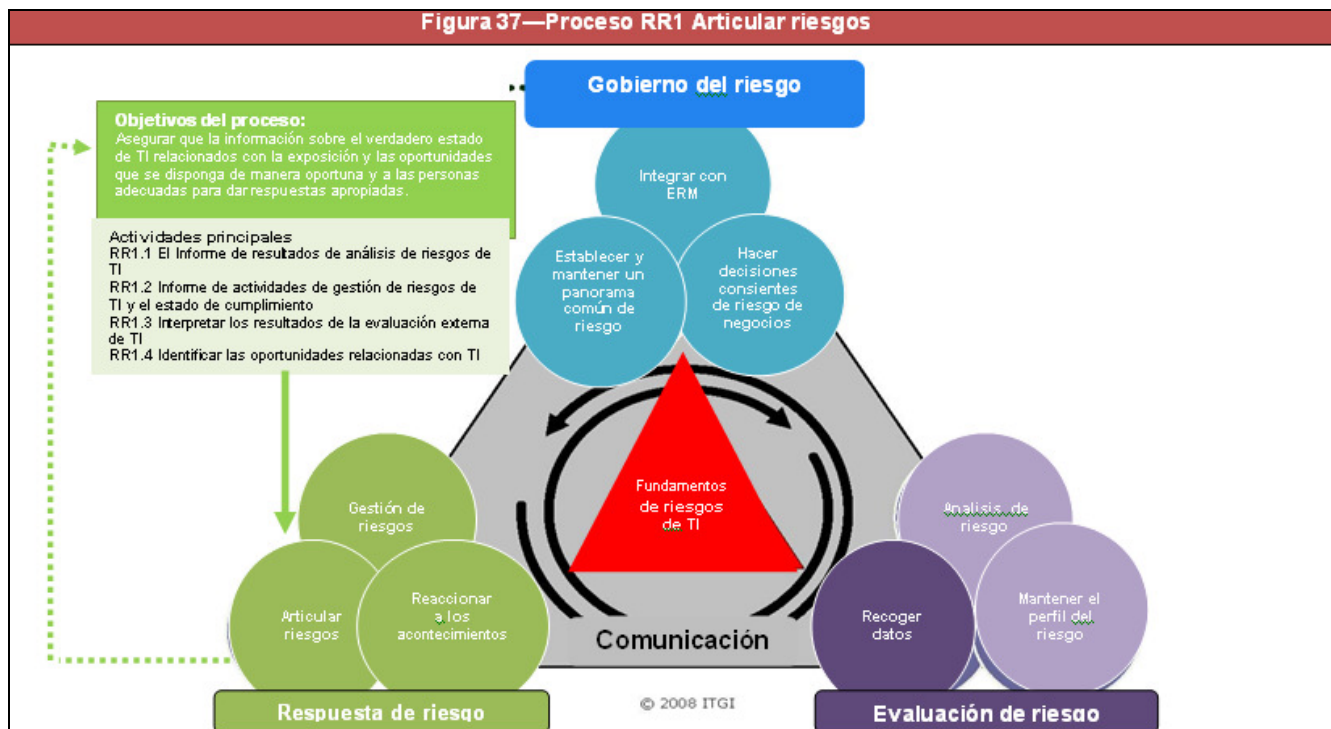 Figura 37—Proceso RR1 Articular riesgos
Gobierno del riesgo
Objetivos del proceso:
Asegurar que la información sobre el verdadero estado
de TI relacionados con la exposición y las oportunidades
que se disponga de manera oportuna y a las personas
adecuadas para dar respuestas apropiadas.
Actividades principales
RR1.1 El Informe de resultados de análisis de riesgos de
TI
RR1.2 Informe de actividades de gestión de riesgos de
TI y el estado de cumplimiento
RR1.3 Interpretar los resultados de la evaluación externa
de TI
RR1.4 Identificar las oportunidades relacionadas con TI
Integrar con
ERM
Establecer y
mantener un
panorama
común de
riesgo
Hacer
decisiones
consientes
de riesgo de
negocios
Fundamentos
de riesgos
de TI
Gestión de
riesgos
Articular
riesgos
Reaccionar
a los
acontecimientos
Analisis de
riesgo
Recoger
datos
Mantener el
perfil del
riesgo
Comunicación
Respuesta de riesgo
© 2008 ITGI
Evaluación de riesgo